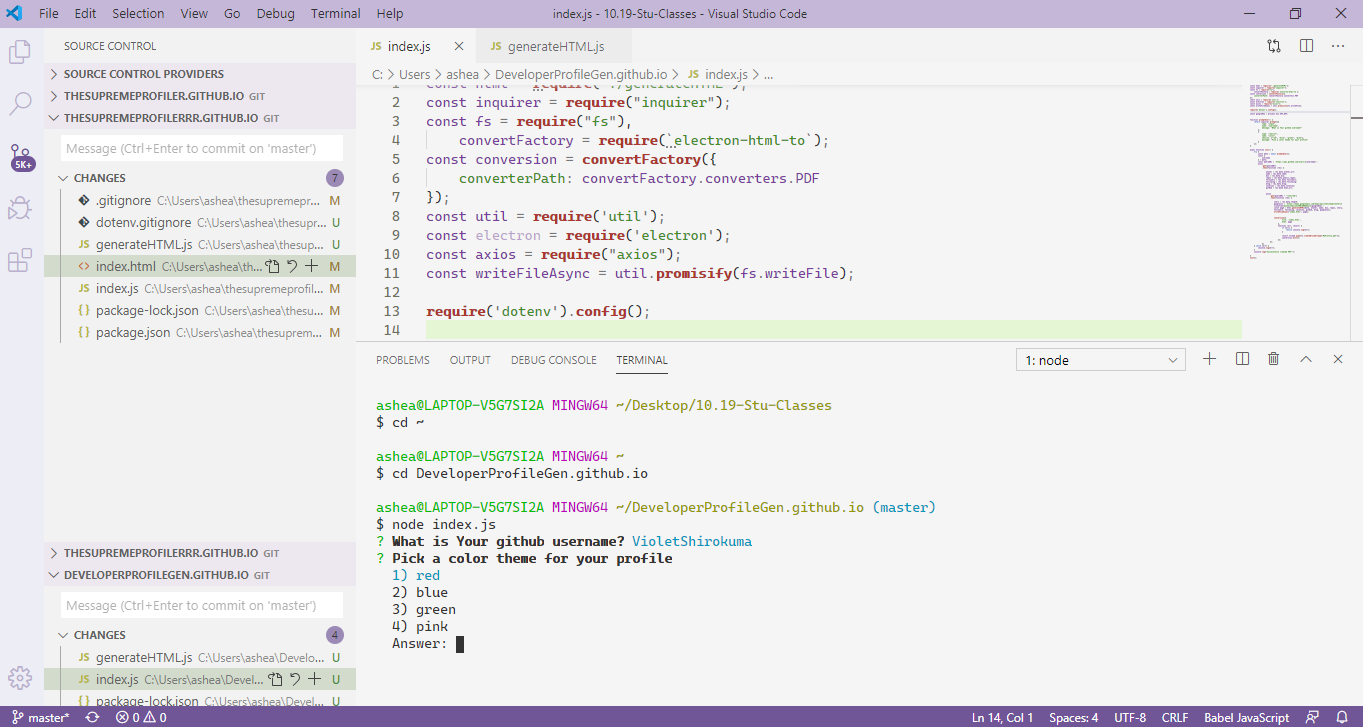 File Edit Selection View Go Debug Terminal Help index.js - 10.19-Stu-Classes - Visual Studio Code
SOURCE CONTROL
SOURCE CONTROL PROVIDERS
THESUPREMEPROFILER.GITHUB.IO GIT
THESUPREMEPROFILERR.GITHUB.IO GIT
Message (Ctrl+Enter to commit on 'master')
CHANGES 7
.gitignore C:\Users\ashea\thesupremepr... M
dotenv.gitignore C:\Users\ashea\thesupr... U
JS generateHTML.js C:\Users\ashea\thesup... U
<> index.html C:\Users\ashea\th... M
JS index.js C:\Users\ashea\thesupremeprofil... M
{} package-lock.json C:\Users\ashea\thesu... M
{} package.json C:\Users\ashea\thesuprem... M
THESUPREMEPROFILERRR.GITHUB.IO GIT
DEVELOPERPROFILEGEN.GITHUB.IO GIT
Message (Ctrl+Enter to commit on 'master')
CHANGES 4
JS generateHTML.js C:\Users\ashea\Develo... U
JS index.js C:\Users\ashea\Devel... U
{} package-lock.json C:\Users\ashea\Devel... U
5K+
JS index.js JS generateHTML.js
C: > Users > ashea > DeveloperProfileGen.github.io > JS index.js > ...
1 const html = require("./generateHTML");
2 const inquirer = require("inquirer");
3 const fs = require("fs"),
4 convertFactory = require(`electron-html-to`);
5 const conversion = convertFactory({
6 converterPath: convertFactory.converters.PDF
7 });
8 const util = require('util');
9 const electron = require('electron');
10 const axios = require("axios");
11 const writeFileAsync = util.promisify(fs.writeFile);
12
13 require('dotenv').config();
14
PROBLEMS OUTPUT DEBUG CONSOLE TERMINAL 1: node
ashea@LAPTOP-V5G7SI2A MINGW64 ~/Desktop/10.19-Stu-Classes
$ cd ~
ashea@LAPTOP-V5G7SI2A MINGW64 ~
$ cd DeveloperProfileGen.github.io
ashea@LAPTOP-V5G7SI2A MINGW64 ~/DeveloperProfileGen.github.io (master)
$ node index.js
? What is Your github username? VioletShirokuma
? Pick a color theme for your profile
1) red
2) blue
3) green
4) pink
Answer:
master* 0 0 Ln 14, Col 1 Spaces: 4 UTF-8 CRLF Babel JavaScript